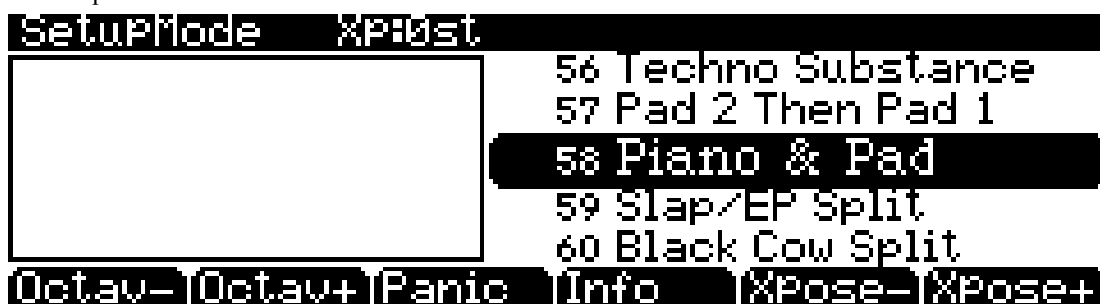 SetupMode Xp:0st
56 Techno Substance
57 Pad 2 Then Pad 1
58 Piano & Pad
59 Slap/EP Split
60 Black Cow Split
Octav- Octav+ Panic Info Xpose- Xpose+